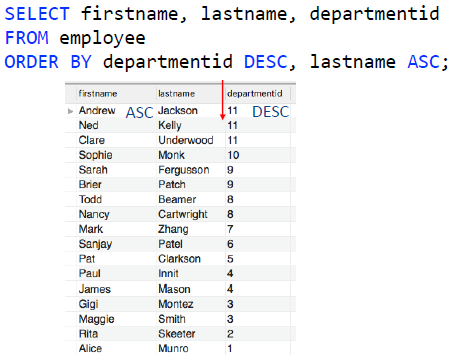 SELECT firstname, lastname, departmentid
FROM employee
ORDER BY departmentid DESC, lastname ASC;
firstname lastname departmentid
Andrew ASC Jackson 11 DESC
Ned Kelly 11
Clare Underwood 11
Sophie Monk 10
Sarah Fergusson 9
Brier Patch 9
Todd Beamer 8
Nancy Cartwright 8
Mark Zhang 7
Sanjay Patel 6
Pat Clarkson 5
Paul Innit 4
James Mason 4
Gigi Montez 3
Maggie Smith 3
Rita Skeeter 2
Alice Munro 1